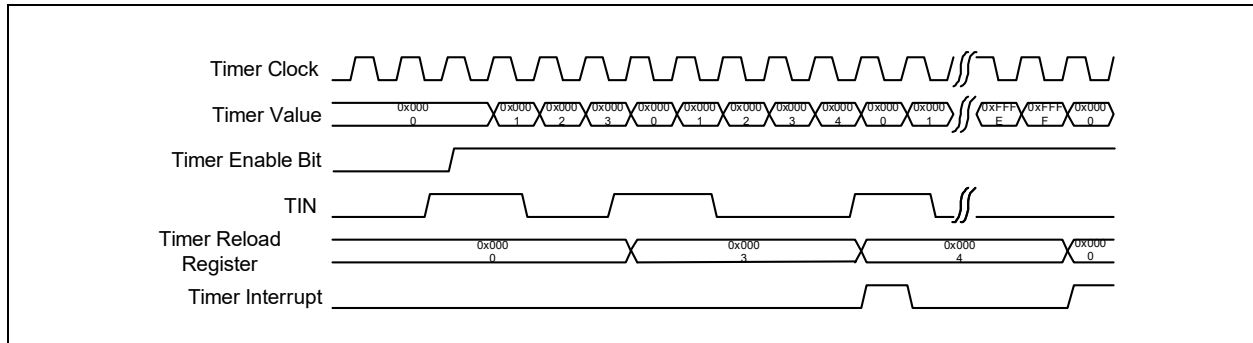 Timer Clock
Timer Value
0x000 0x000 0x000 0x000 0x000 0x000 0x000 0x000 0x000 0x000 0x000 0xFFF 0xFFF 0x000
0 1 2 3 0 1 2 3 4 0 1 E F 0
Timer Enable Bit
TIN
Timer Reload
Register
0x000 0x000 0x000 0x000
0 3 4 0
Timer Interrupt